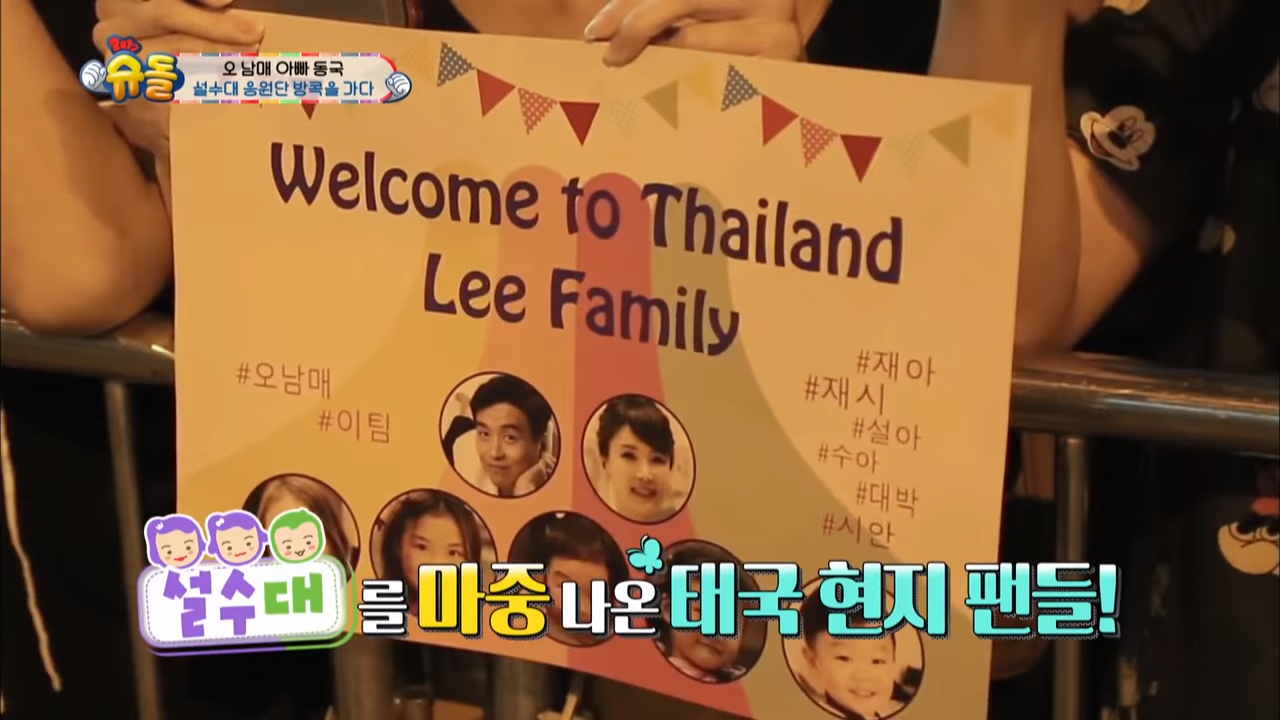 슈돌
오 남매 아빠 동국
설수대 응원단 방콕을 가다
Welcome to Thailand
Lee Family
#오남매
#이팀
#재아
#재시
#설아
#수아
#대박
#시안
설수대를 마중 나온 태국 현지 팬들!